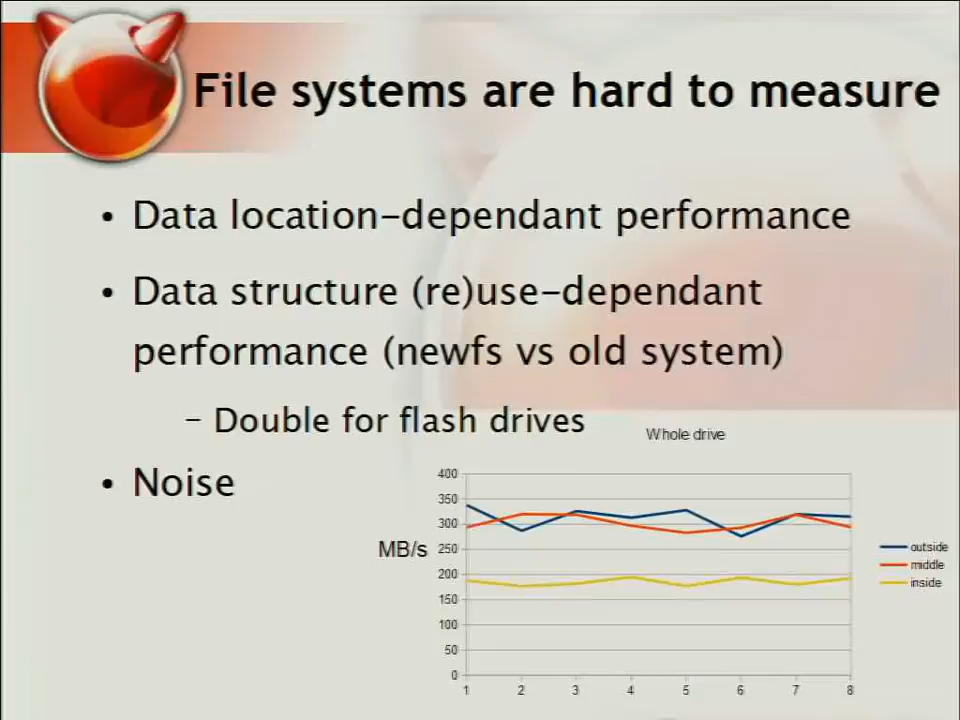 File systems are hard to measure
• Data location-dependant performance
• Data structure (re)use-dependant
performance (newfs vs old system)
– Double for flash drives
• Noise
Whole drive
MB/s
400
350
300
250
200
150
100
50
0
1 2 3 4 5 6 7 8
outside
middle
inside